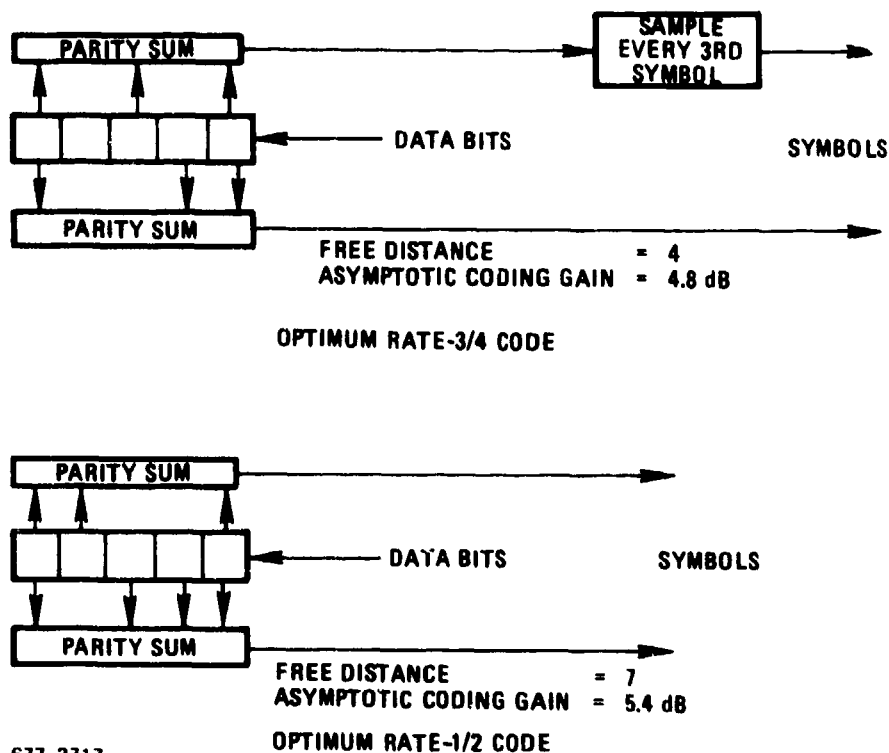 PARITY SUM
SAMPLE
EVERY 3RD
SYMBOL
DATA BITS
SYMBOLS
PARITY SUM
FREE DISTANCE = 4
ASYMPTOTIC CODING GAIN = 4.8 dB
OPTIMUM RATE-3/4 CODE
PARITY SUM
DATA BITS
SYMBOLS
PARITY SUM
FREE DISTANCE = 7
ASYMPTOTIC CODING GAIN = 5.4 dB
OPTIMUM RATE-1/2 CODE